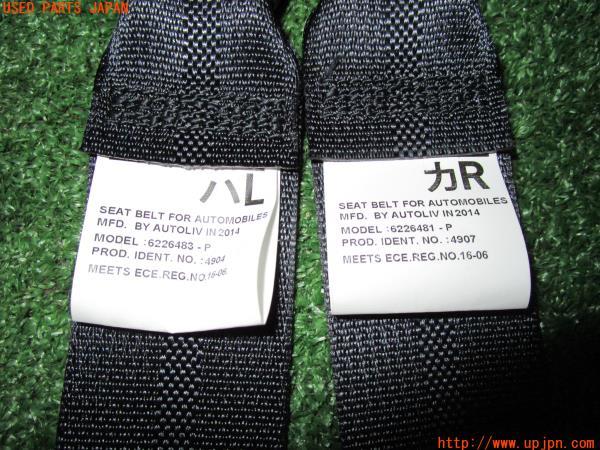 USED PARTS JAPAN
ハL
SEAT BELT FOR AUTOMOBILES
MFD. BY AUTOLIV IN 2014
MODEL :6226483 - P
PROD. IDENT. NO. :4904
MEETS ECE.REG.NO.16-06
カR
SEAT BELT FOR AUTOMOBILES
MFD. BY AUTOLIV IN 2014
MODEL :6226481 - P
PROD. IDENT. NO. :4907
MEETS ECE.REG.NO.16-06
http://www.upjpn.com/